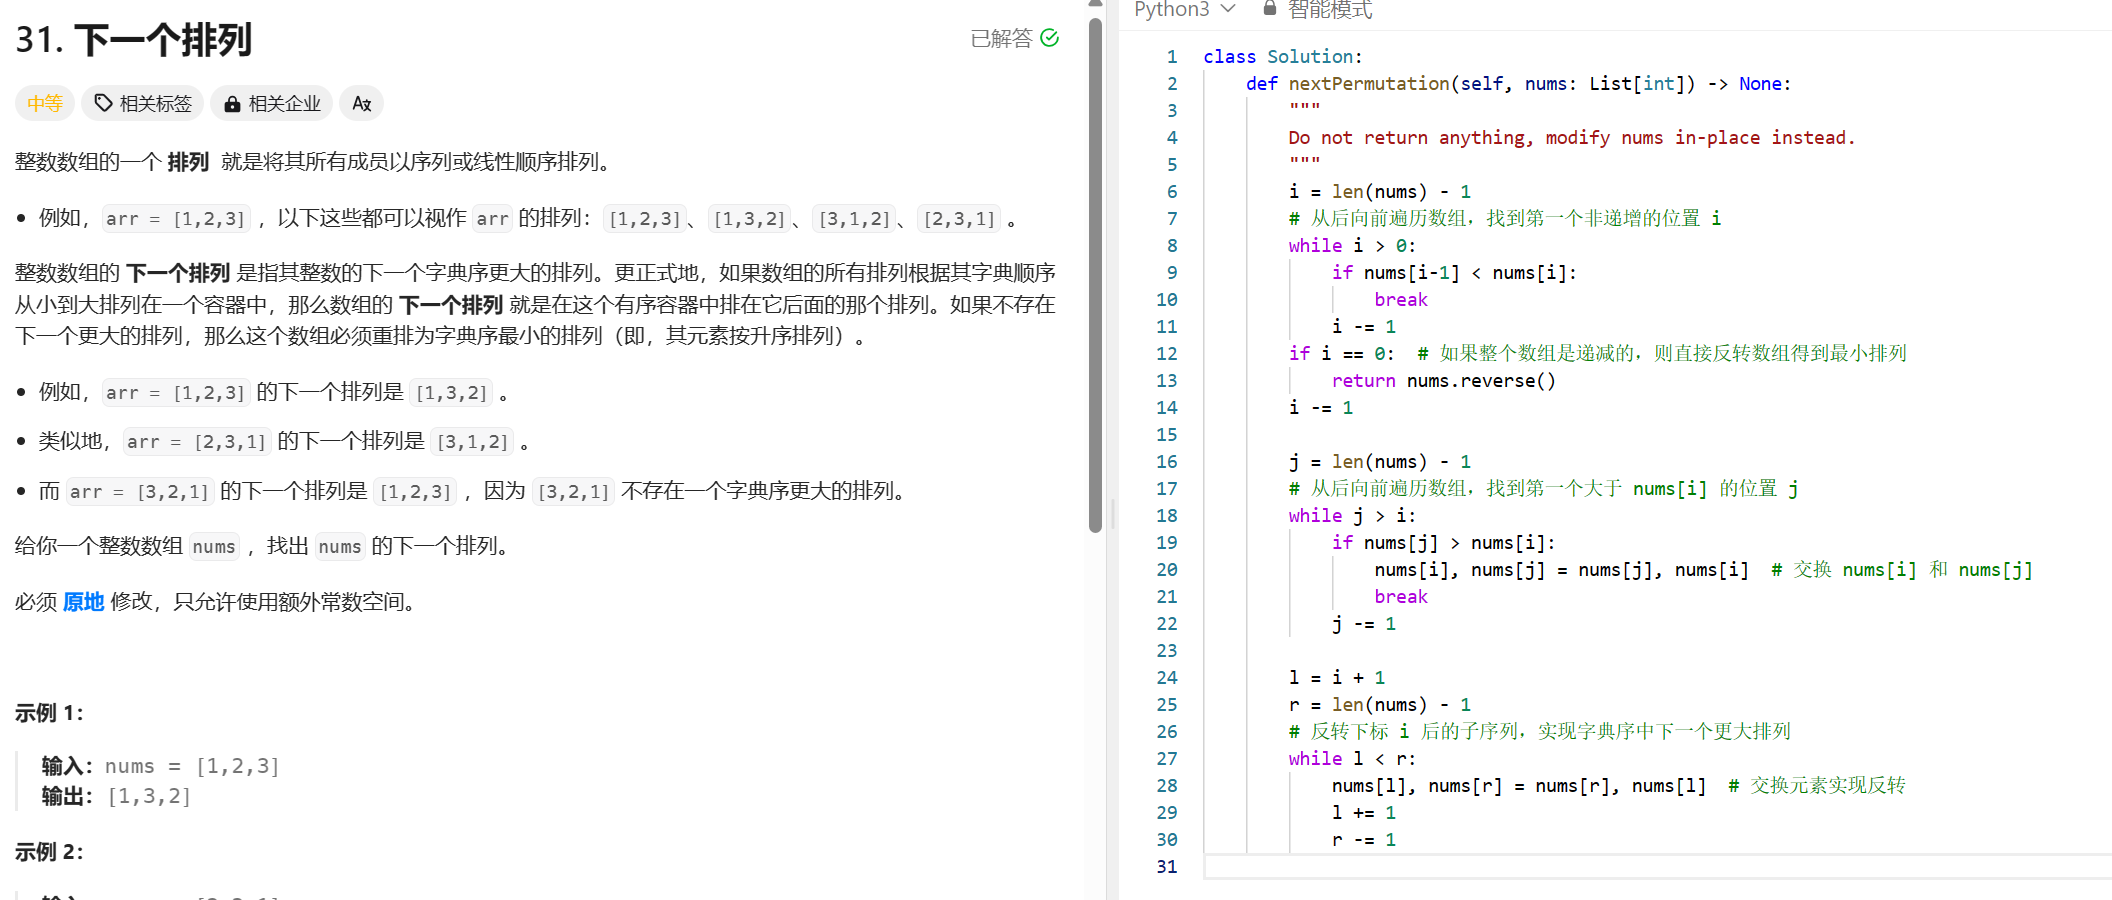 31. 下一个排列
已解答
中等 相关标签 相关企业
整数数组的一个 排列 就是将其所有成员以序列或线性顺序排列。
• 例如，arr = [1,2,3] ，以下这些都可以视作 arr 的排列：[1,2,3]、[1,3,2]、[3,1,2]、[2,3,1] 。
整数数组的 下一个排列 是指其整数的下一个字典序更大的排列。更正式地，如果数组的所有排列根据其字典顺序
从小到大排列在一个容器中，那么数组的 下一个排列 就是在这个有序容器中排在它后面的那个排列。如果不存在
下一个更大的排列，那么这个数组必须重排为字典序最小的排列（即，其元素按升序排列）。
• 例如，arr = [1,2,3] 的下一个排列是 [1,3,2] 。
• 类似地，arr = [2,3,1] 的下一个排列是 [3,1,2] 。
• 而 arr = [3,2,1] 的下一个排列是 [1,2,3] ，因为 [3,2,1] 不存在一个字典序更大的排列。
给你一个整数数组 nums ，找出 nums 的下一个排列。
必须 原地 修改，只允许使用额外常数空间。
示例 1：
输入：nums = [1,2,3]
输出：[1,3,2]
示例 2：
Python3 智能模式
1 class Solution:
2     def nextPermutation(self, nums: List[int]) -> None:
3         """
4         Do not return anything, modify nums in-place instead.
5         """
6         i = len(nums) - 1
7         # 从后向前遍历数组，找到第一个非递增的位置 i
8         while i > 0:
9             if nums[i-1] < nums[i]:
10                 break
11             i -= 1
12         if i == 0:  # 如果整个数组是递减的，则直接反转数组得到最小排列
13             return nums.reverse()
14         i -= 1
15
16         j = len(nums) - 1
17         # 从后向前遍历数组，找到第一个大于 nums[i] 的位置 j
18         while j > i:
19             if nums[j] > nums[i]:
20                 nums[i], nums[j] = nums[j], nums[i]  # 交换 nums[i] 和 nums[j]
21                 break
22             j -= 1
23
24         l = i + 1
25         r = len(nums) - 1
26         # 反转下标 i 后的子序列，实现字典序中下一个更大排列
27         while l < r:
28             nums[l], nums[r] = nums[r], nums[l]  # 交换元素实现反转
29             l += 1
30             r -= 1
31